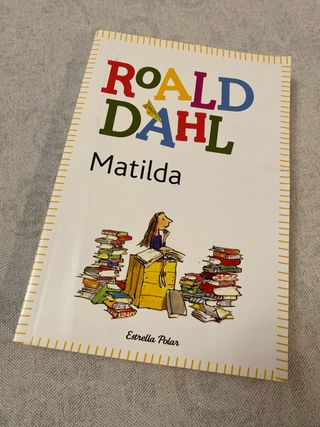 ROALD
DAHL
Matilda
Estrella Polar